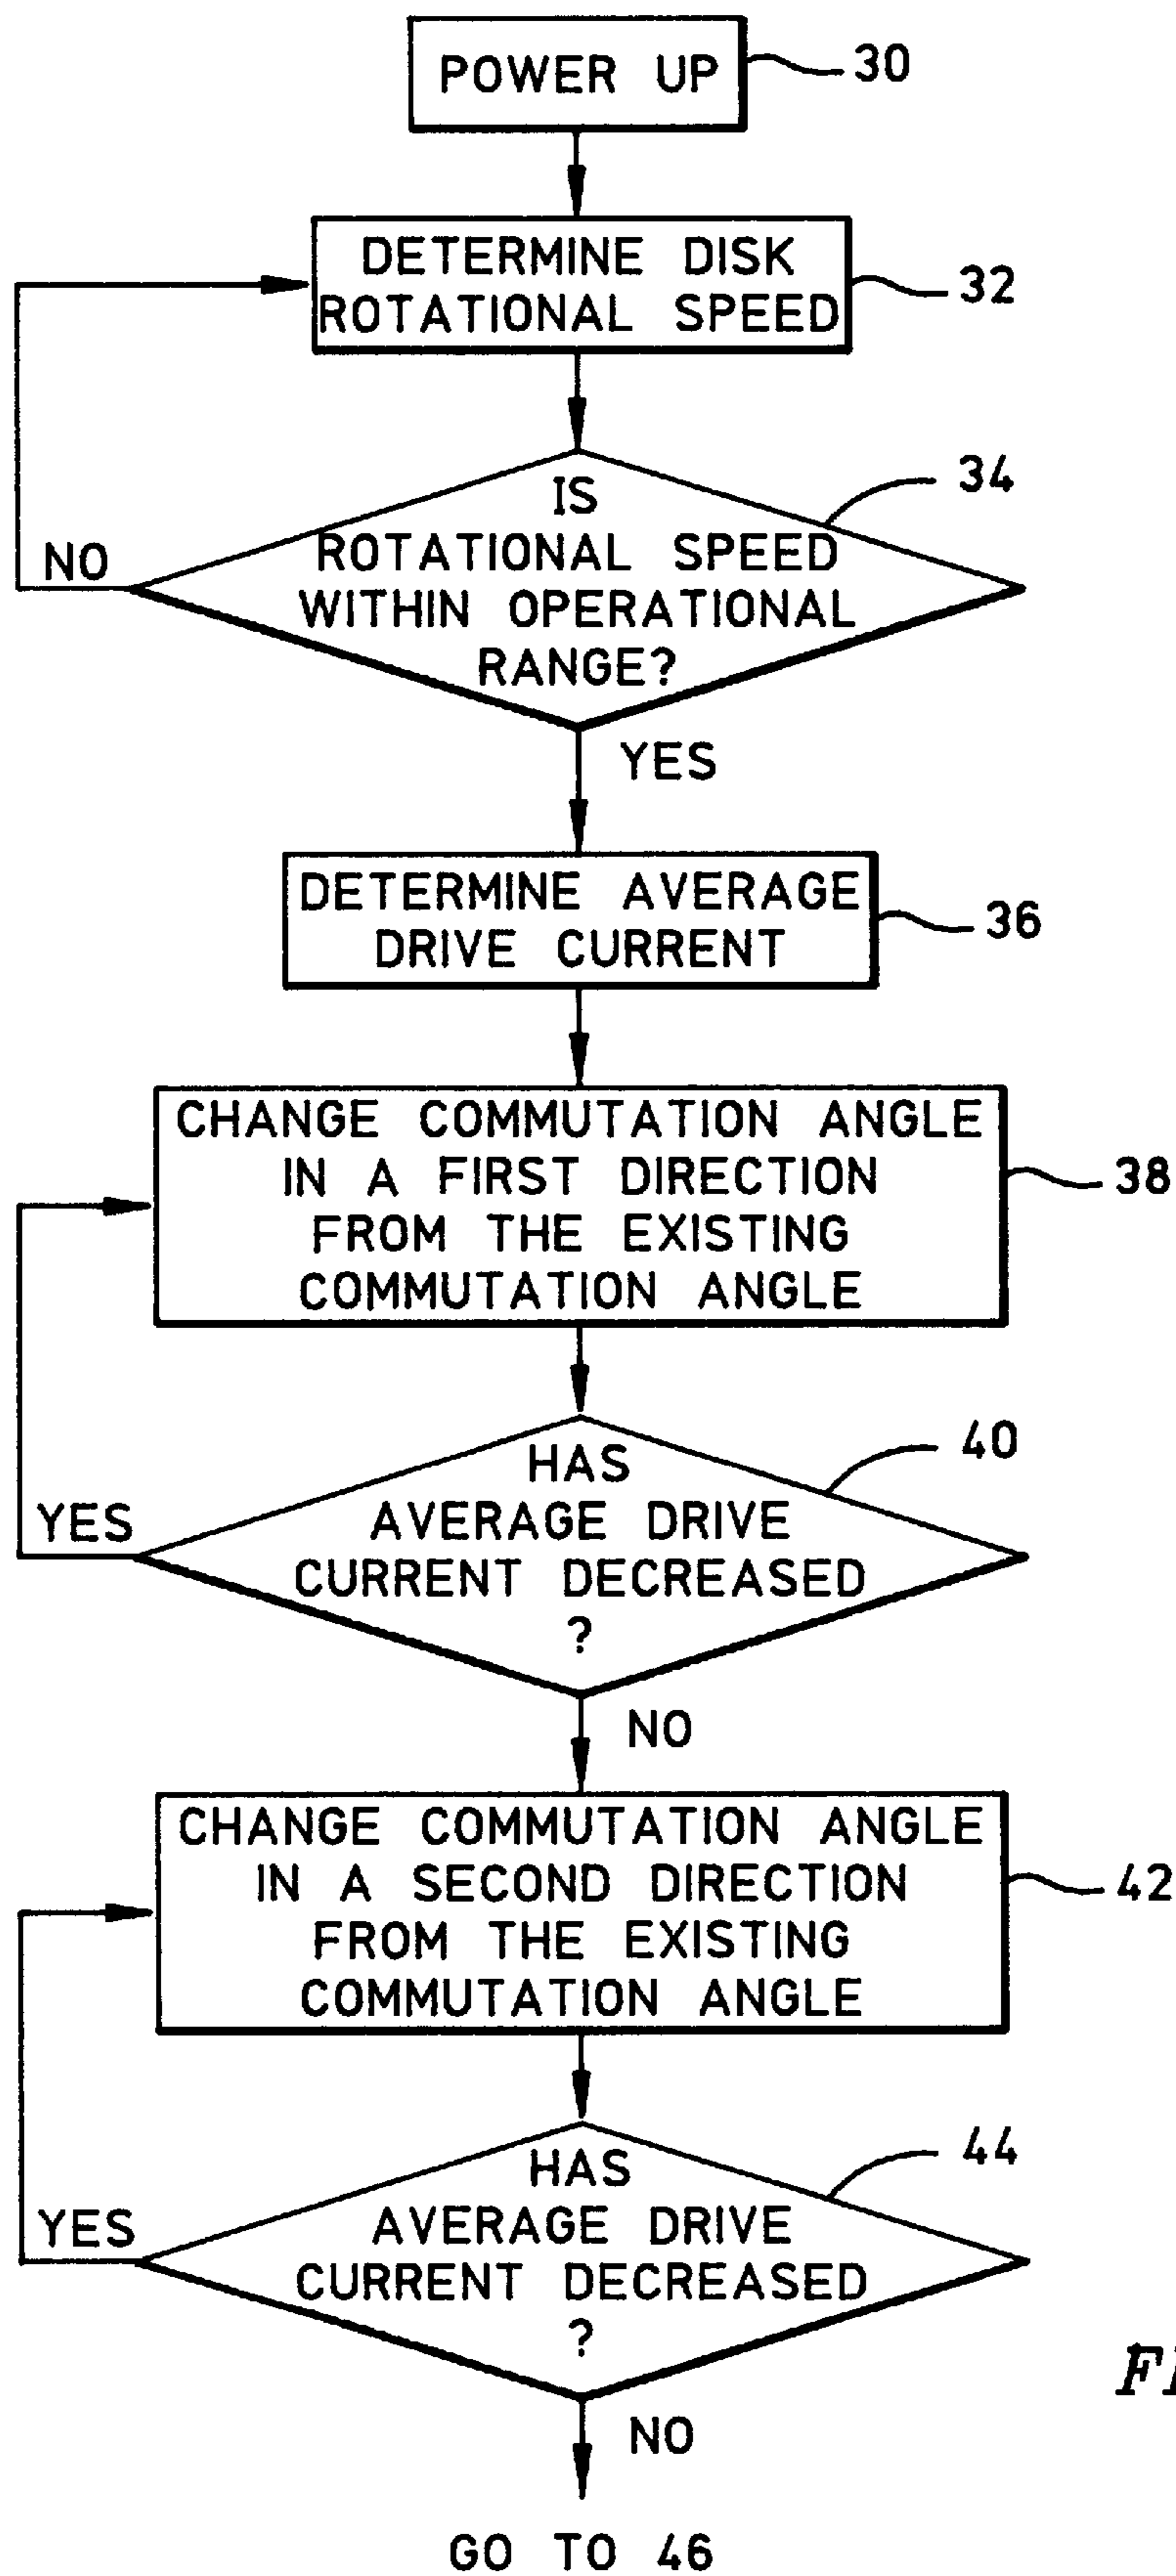 POWER UP
30
DETERMINE DISK
ROTATIONAL SPEED
32
IS
ROTATIONAL SPEED
WITHIN OPERATIONAL
RANGE?
34
NO
YES
DETERMINE AVERAGE
DRIVE CURRENT
36
CHANGE COMMUTATION ANGLE
IN A FIRST DIRECTION
FROM THE EXISTING
COMMUTATION ANGLE
38
HAS
AVERAGE DRIVE
CURRENT DECREASED
?
40
YES
NO
CHANGE COMMUTATION ANGLE
IN A SECOND DIRECTION
FROM THE EXISTING
COMMUTATION ANGLE
42
HAS
AVERAGE DRIVE
CURRENT DECREASED
?
44
YES
NO
GO TO 46